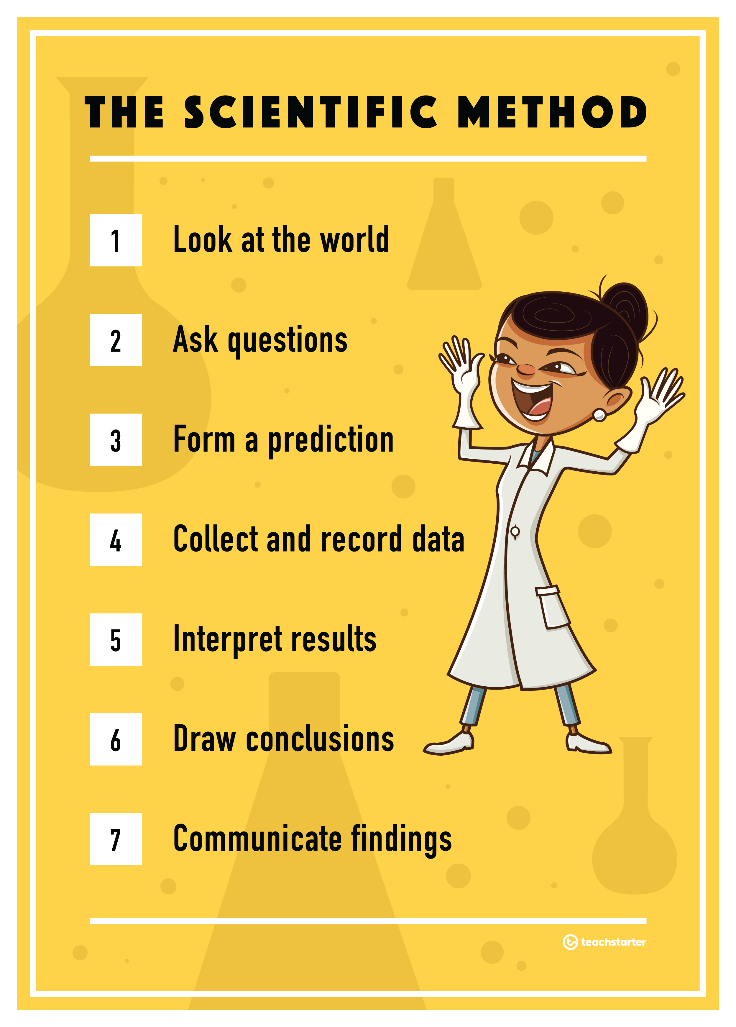 THE SCIENTIFIC METHOD
1 Look at the world
2 Ask questions
3 Form a prediction
4 Collect and record data
5 Interpret results
6 Draw conclusions
7 Communicate findings
teachstarter